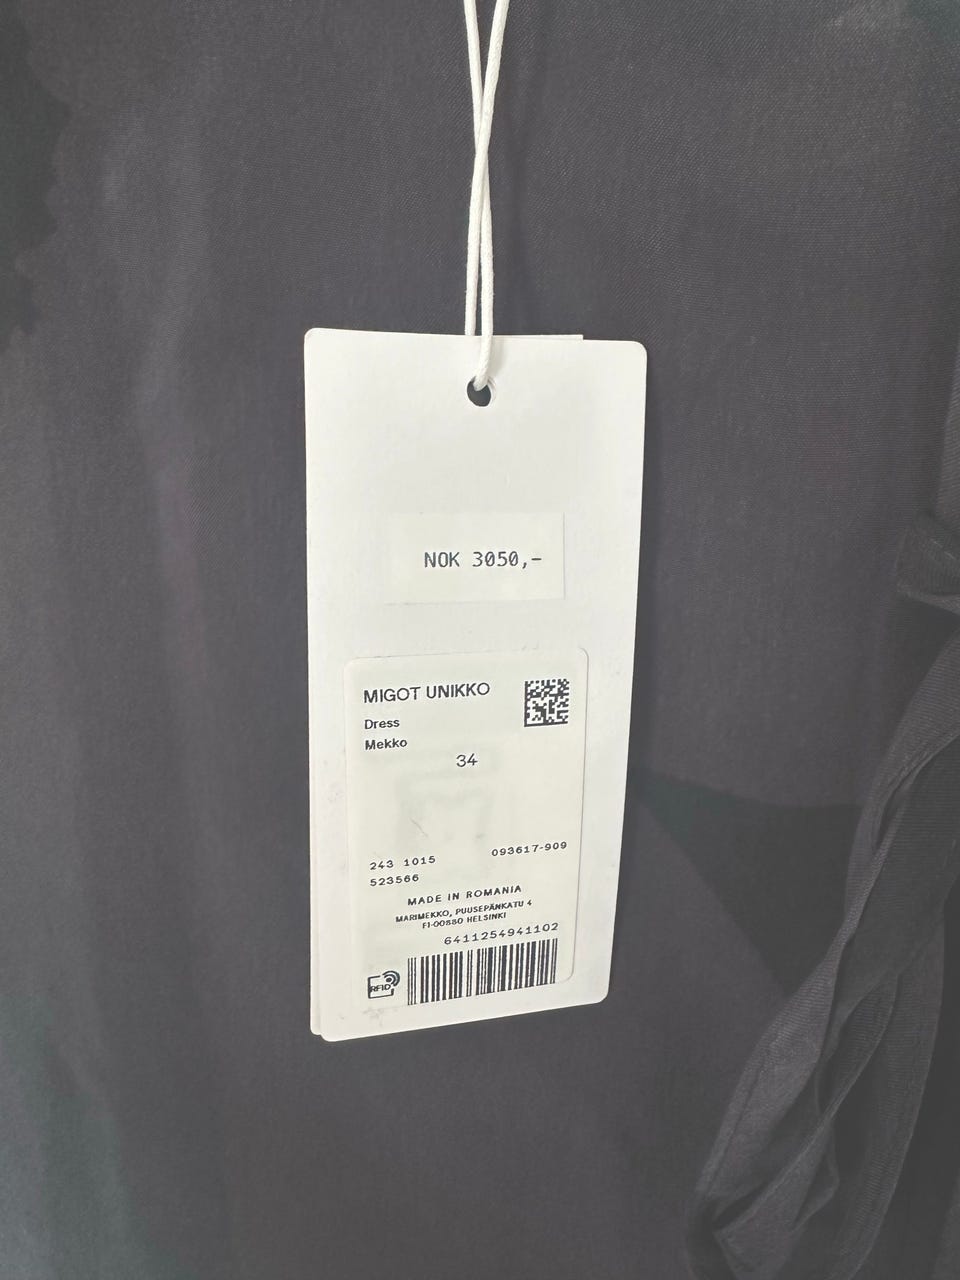 NOK 3050,-
MIGOT UNIKKO
Dress
Mekko
34
243 1015
093617-909
523566
MADE IN ROMANIA
MARIMEKKO, PUUSEPÄNKATU 4
FI-00880 HELSINKI
6411254941102
RFID